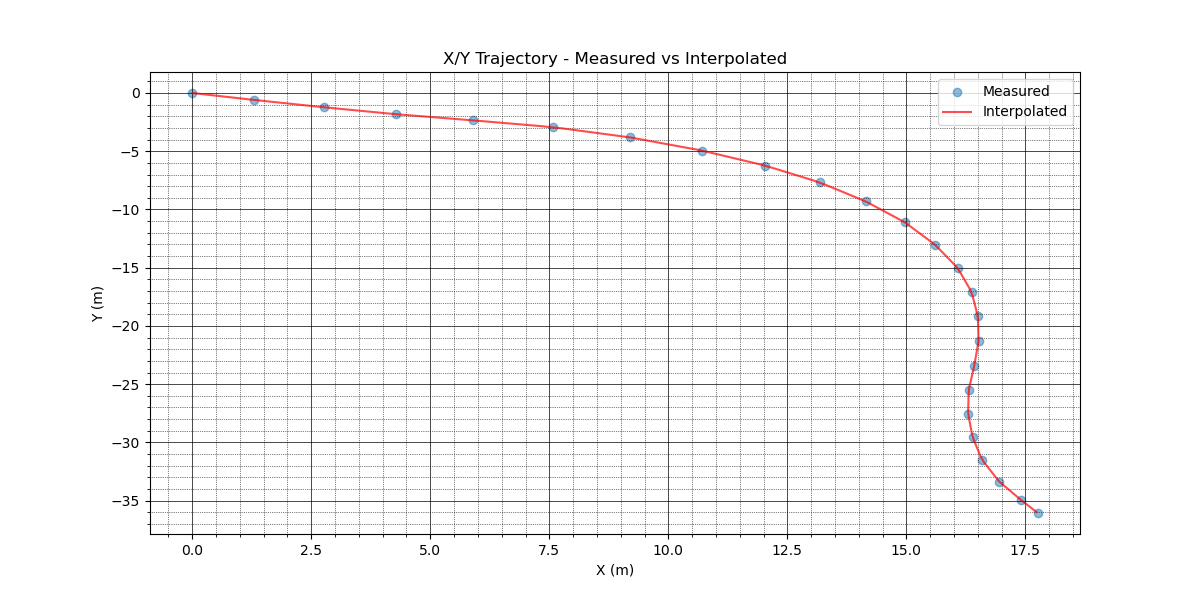 X/Y Trajectory - Measured vs Interpolated
Measured
Interpolated
0
−5
−10
−15
−20
−25
−30
−35
Y (m)
0.0 2.5 5.0 7.5 10.0 12.5 15.0 17.5
X (m)